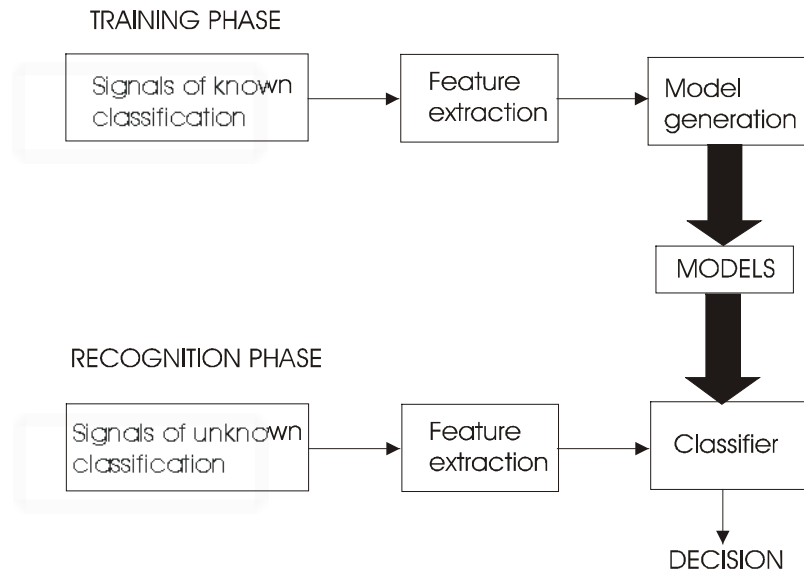 TRAINING PHASE
Signals of known
classification
Feature
extraction
Model
generation
MODELS
RECOGNITION PHASE
Signals of unknown
classification
Feature
extraction
Classifier
DECISION